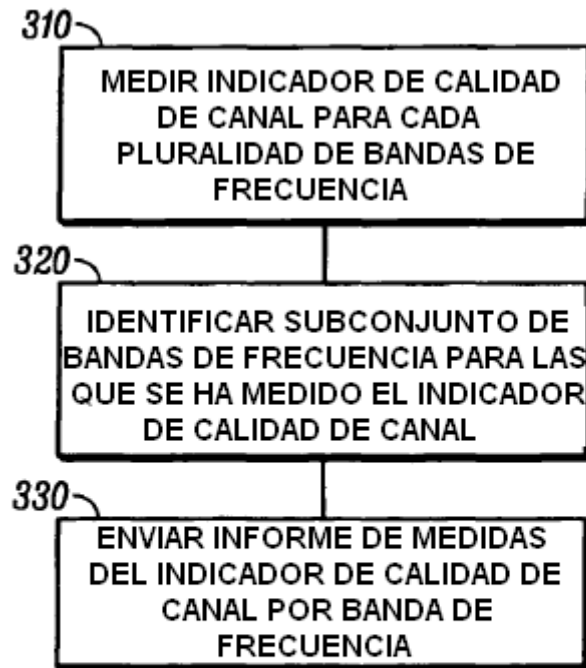 310
MEDIR INDICADOR DE CALIDAD
DE CANAL PARA CADA
PLURALIDAD DE BANDAS DE
FRECUENCIA
320
IDENTIFICAR SUBCONJUNTO DE
BANDAS DE FRECUENCIA PARA LAS
QUE SE HA MEDIDO EL INDICADOR
DE CALIDAD DE CANAL
330
ENVIAR INFORME DE MEDIDAS
DEL INDICADOR DE CALIDAD DE
CANAL POR BANDA DE
FRECUENCIA